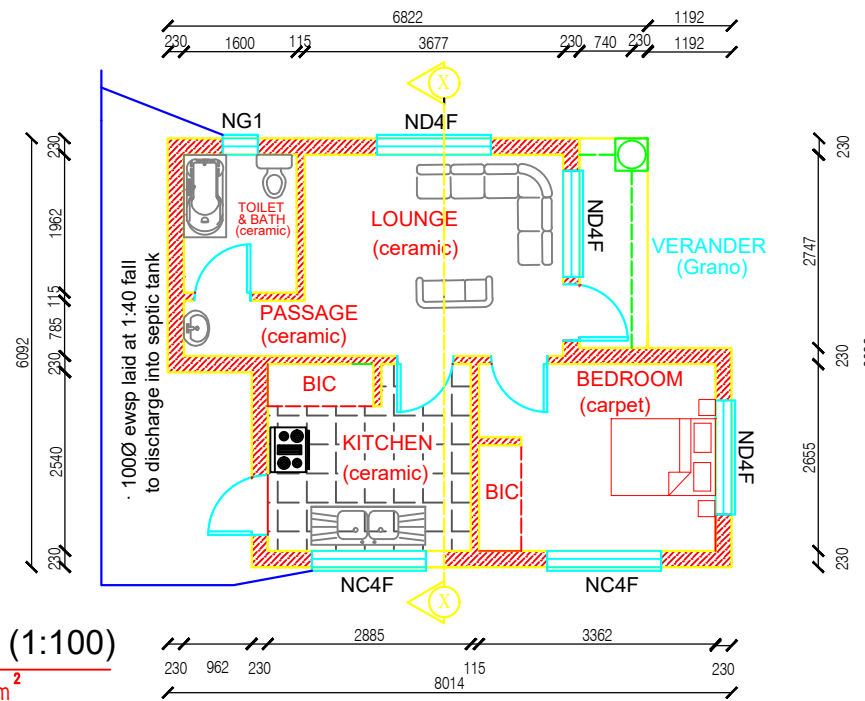 6822
1192
230
1600
115
3677
230
740
230
1192
X
NG1
ND4F
230
1962
115
785
230
2540
230
6092
230
2747
230
2655
230
TOILET
& BATH
(ceramic)
LOUNGE
(ceramic)
ND4F
VERANDER
(Grano)
PASSAGE
(ceramic)
· 100Ø ewsp laid at 1:40 fall
to discharge into septic tank
BIC
BEDROOM
(carpet)
KITCHEN
(ceramic)
BIC
ND4F
NC4F
NC4F
X
(1:100)
m²
2885
3362
230
962
230
115
230
8014